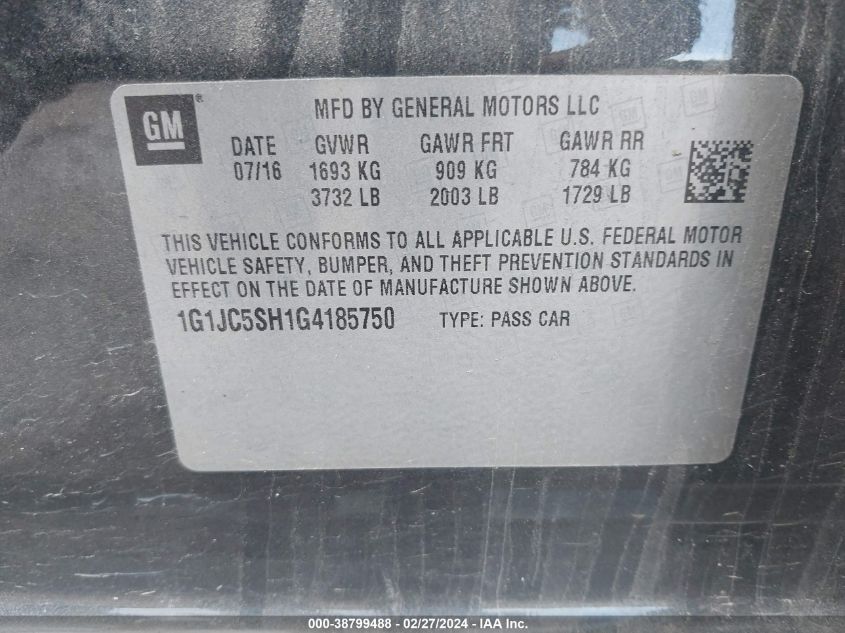 GM®
MFD BY GENERAL MOTORS LLC
DATE GVWR GAWR FRT GAWR RR
07/16 1693 KG 909 KG 784 KG
3732 LB 2003 LB 1729 LB
THIS VEHICLE CONFORMS TO ALL APPLICABLE U.S. FEDERAL MOTOR
VEHICLE SAFETY, BUMPER, AND THEFT PREVENTION STANDARDS IN
EFFECT ON THE DATE OF MANUFACTURE SHOWN ABOVE.
1G1JC5SH1G4185750 TYPE: PASS CAR
000-38799488 - 02/27/2024 - IAA Inc.